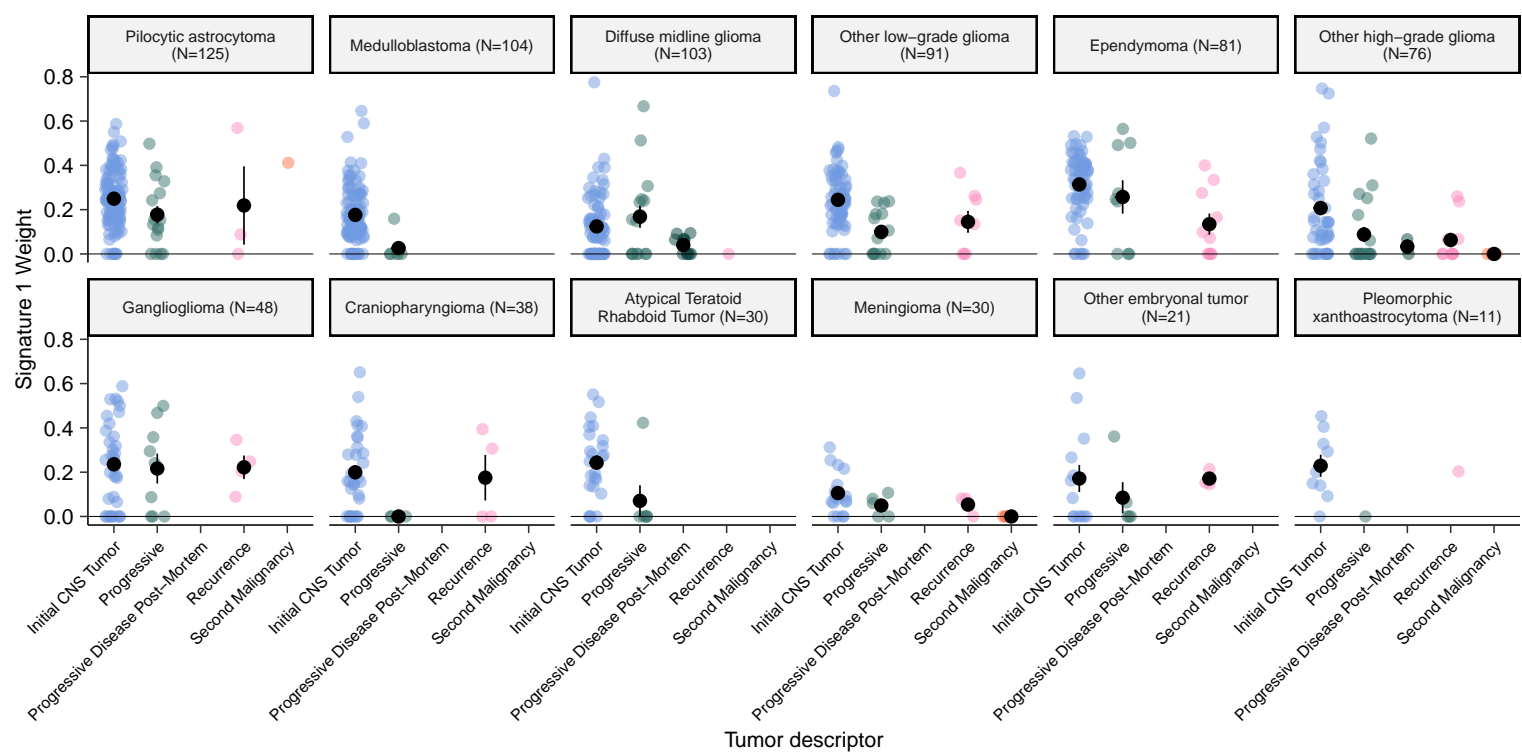 Pilocytic astrocytoma
(N=125)
Medulloblastoma (N=104)
Diffuse midline glioma
(N=103)
Other low−grade glioma
(N=91)
Ependymoma (N=81)
Other high−grade glioma
(N=76)
0.8
0.6
0.4
0.2
0.0
Signature 1 Weight
Ganglioglioma (N=48)
Craniopharyngioma (N=38)
Atypical Teratoid
Rhabdoid Tumor (N=30)
Meningioma (N=30)
Other embryonal tumor
(N=21)
Pleomorphic
xanthoastrocytoma (N=11)
0.8
0.6
0.4
0.2
0.0
Initial CNS Tumor
Progressive
Progressive Disease Post−Mortem
Recurrence
Second Malignancy
Initial CNS Tumor
Progressive
Progressive Disease Post−Mortem
Recurrence
Second Malignancy
Initial CNS Tumor
Progressive
Progressive Disease Post−Mortem
Recurrence
Second Malignancy
Initial CNS Tumor
Progressive
Progressive Disease Post−Mortem
Recurrence
Second Malignancy
Initial CNS Tumor
Progressive
Progressive Disease Post−Mortem
Recurrence
Second Malignancy
Initial CNS Tumor
Progressive
Progressive Disease Post−Mortem
Recurrence
Second Malignancy
Tumor descriptor